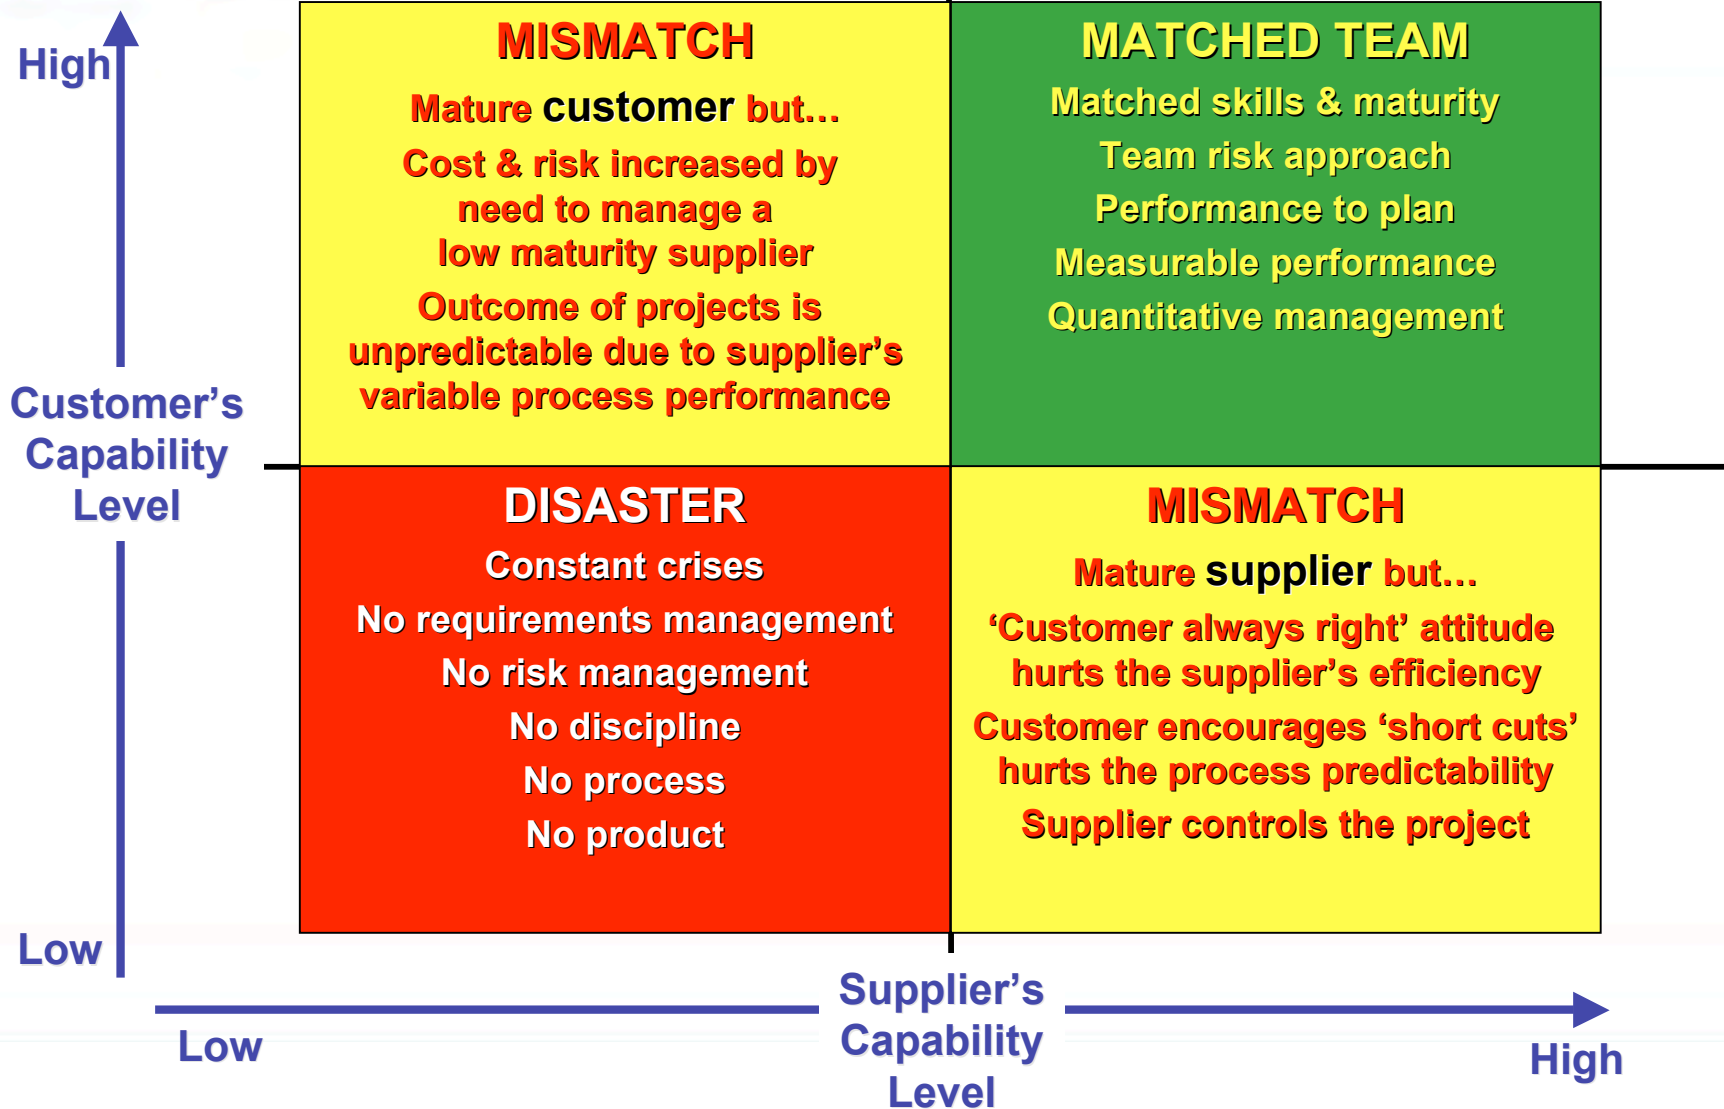 High
MISMATCH
Mature customer but…
Cost & risk increased by
need to manage a
low maturity supplier
Outcome of projects is
unpredictable due to supplier’s
variable process performance
MATCHED TEAM
Matched skills & maturity
Team risk approach
Performance to plan
Measurable performance
Quantitative management
Customer’s
Capability
Level
DISASTER
Constant crises
No requirements management
No risk management
No discipline
No process
No product
MISMATCH
Mature supplier but…
‘Customer always right’ attitude
hurts the supplier’s efficiency
Customer encourages ‘short cuts’
hurts the process predictability
Supplier controls the project
Low
Low
Supplier’s
Capability
Level
High